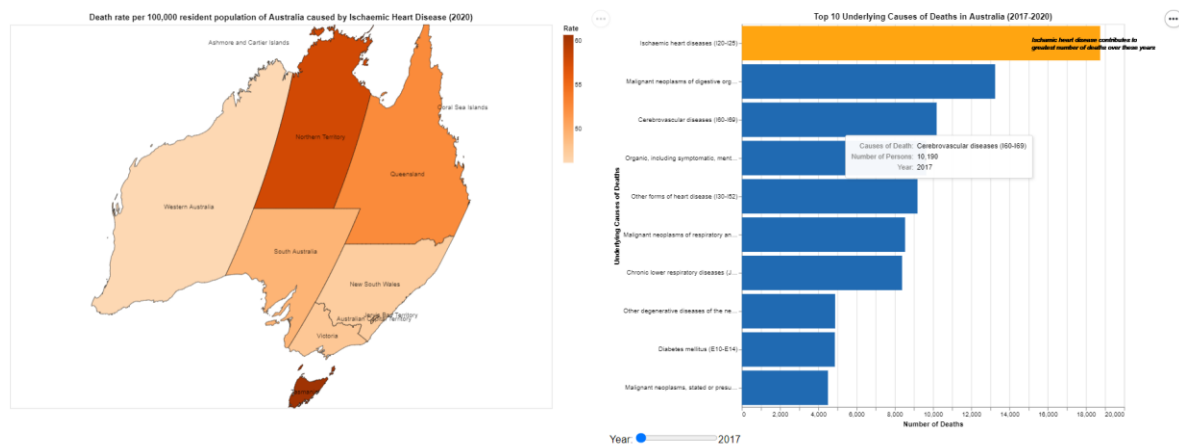 Death rate per 100,000 resident population of Australia caused by Ischaemic Heart Disease (2020)
Rate
60
55
50
Ashmore and Cartier Islands
Coral Sea Islands
Northern Territory
Queensland
Western Australia
South Australia
New South Wales
Jervis Bay Territory
Australian Capital Territory
Victoria
Tasmania
Top 10 Underlying Causes of Deaths in Australia (2017-2020)
Underlying Causes of Deaths
Ischaemic heart diseases (I20-I25)
Ischaemic heart disease contributes to
greatest number of deaths over these years
Malignant neoplasms of digestive org...
Cerebrovascular diseases (I60-I69)
Causes of Death: Cerebrovascular diseases (I60-I69)
Number of Persons: 10,190
Year: 2017
Organic, including symptomatic, ment...
Other forms of heart disease (I30-I52)
Malignant neoplasms of respiratory an...
Chronic lower respiratory diseases (J...
Other degenerative diseases of the ne...
Diabetes mellitus (E10-E14)
Malignant neoplasms, stated or presu...
0 2,000 4,000 6,000 8,000 10,000 12,000 14,000 16,000 18,000 20,000
Number of Deaths
Year: 2017